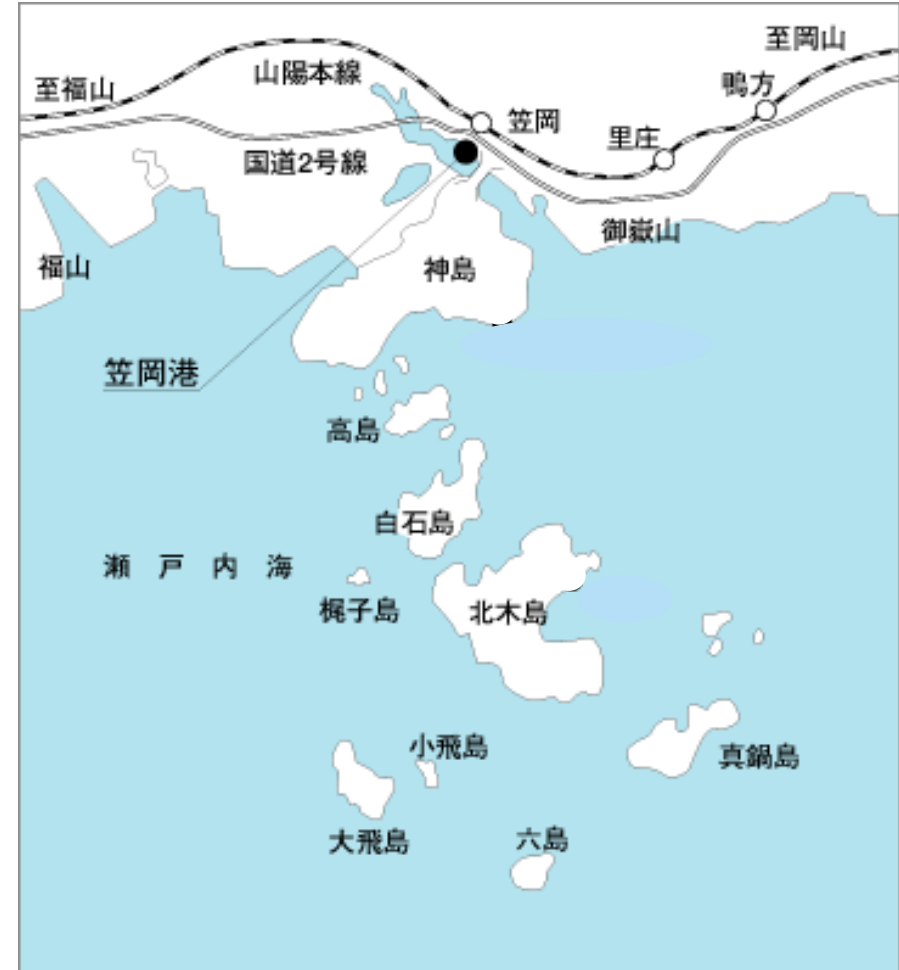 至岡山
山陽本線
至福山
鴨方
笠岡
里庄
国道2号線
御嶽山
福山
神島
笠岡港
高島
白石島
瀬戸内海
梶子島
北木島
小飛島
真鍋島
大飛島
六島